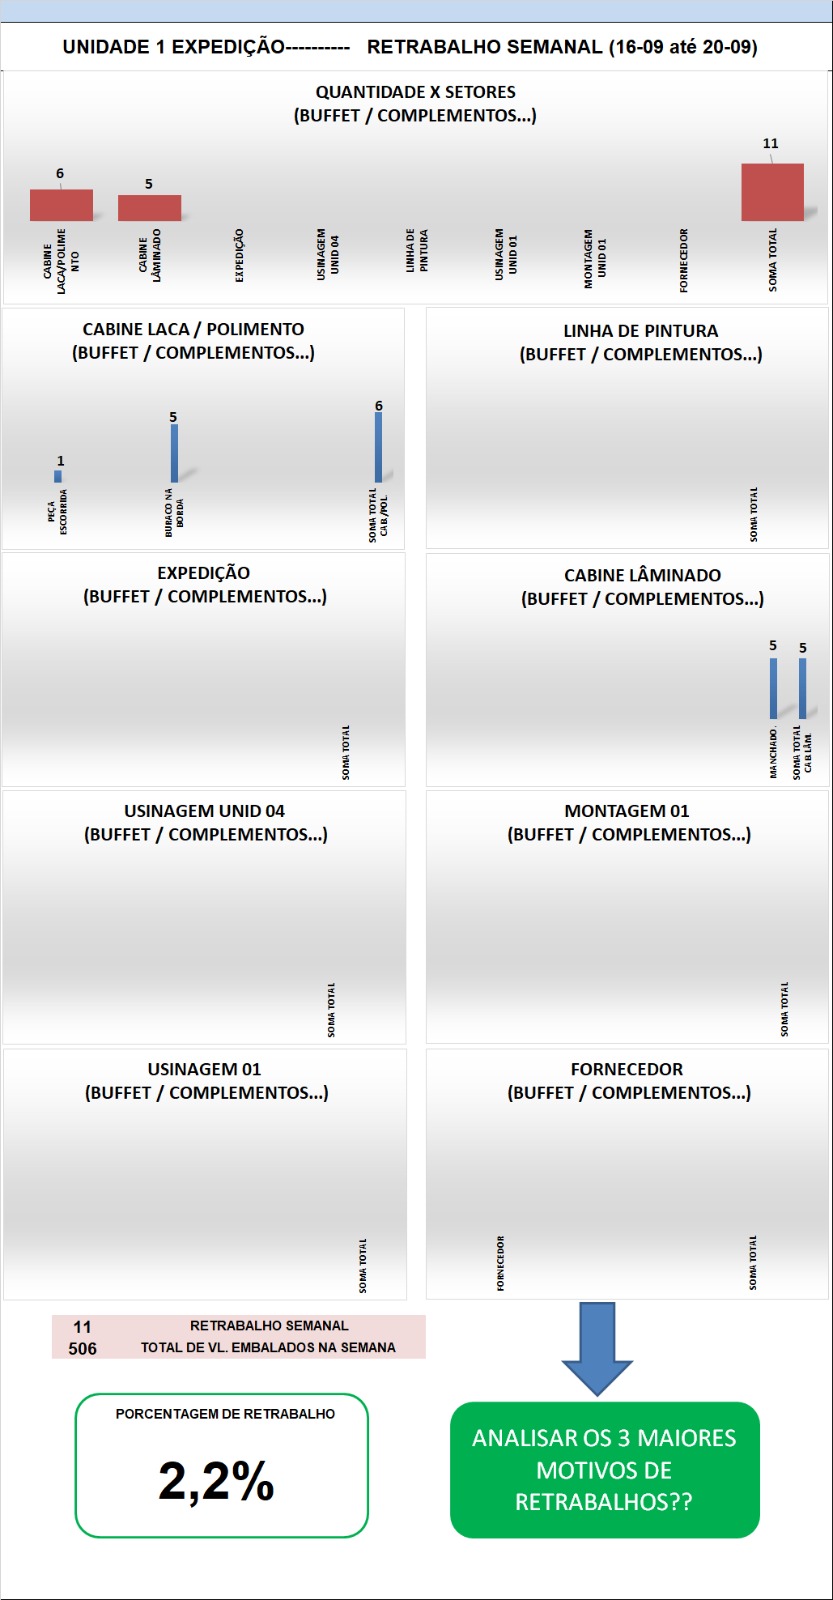 UNIDADE 1 EXPEDIÇÃO----------   RETRABALHO SEMANAL (16-09 até 20-09)
QUANTIDADE X SETORES
(BUFFET / COMPLEMENTOS...)
6
5
11
CABINE
LACA/POLIME
NTO
CABINE
LÂMINADO
EXPEDIÇÃO
USINAGEM
UNID 04
LINHA DE
PINTURA
USINAGEM
UNID 01
MONTAGEM
UNID 01
FORNECEDOR
SOMA TOTAL
CABINE LACA / POLIMENTO
(BUFFET / COMPLEMENTOS...)
1
5
6
PEÇA
ESCORRIDA
BURACO NA
BORDA
SOMA TOTAL
CAB./POL.
LINHA DE PINTURA
(BUFFET / COMPLEMENTOS...)
SOMA TOTAL
EXPEDIÇÃO
(BUFFET / COMPLEMENTOS...)
SOMA TOTAL
CABINE LÂMINADO
(BUFFET / COMPLEMENTOS...)
5
5
MANCHADO.
SOMA TOTAL
CAB.LÂM.
USINAGEM UNID 04
(BUFFET / COMPLEMENTOS...)
SOMA TOTAL
MONTAGEM 01
(BUFFET / COMPLEMENTOS...)
SOMA TOTAL
USINAGEM 01
(BUFFET / COMPLEMENTOS...)
SOMA TOTAL
FORNECEDOR
(BUFFET / COMPLEMENTOS...)
FORNECEDOR
SOMA TOTAL
11 RETRABALHO SEMANAL
506 TOTAL DE VL. EMBALADOS NA SEMANA
PORCENTAGEM DE RETRABALHO
2,2%
ANALISAR OS 3 MAIORES
MOTIVOS DE
RETRABALHOS??